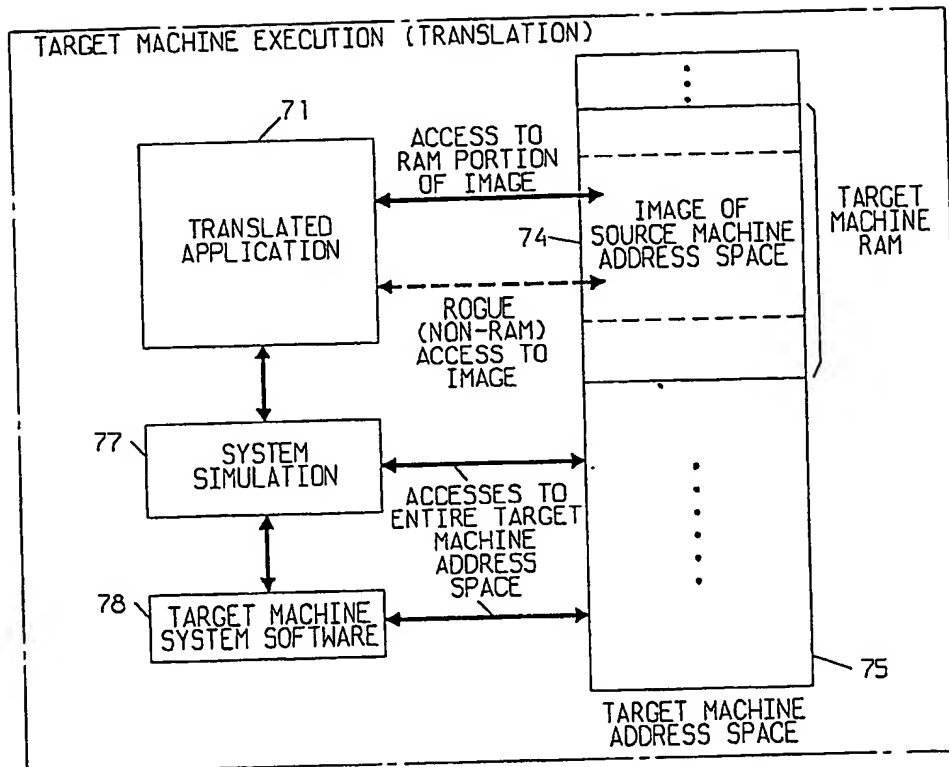 TARGET MACHINE EXECUTION (TRANSLATION)
71
TRANSLATED
APPLICATION
ACCESS TO
RAM PORTION
OF IMAGE
74
IMAGE OF
SOURCE MACHINE
ADDRESS SPACE
TARGET
MACHINE
RAM
ROGUE
(NON-RAM)
ACCESS TO
IMAGE
77
SYSTEM
SIMULATION
ACCESSES TO
ENTIRE TARGET
MACHINE
ADDRESS
SPACE
78
TARGET MACHINE
SYSTEM SOFTWARE
75
TARGET MACHINE
ADDRESS SPACE